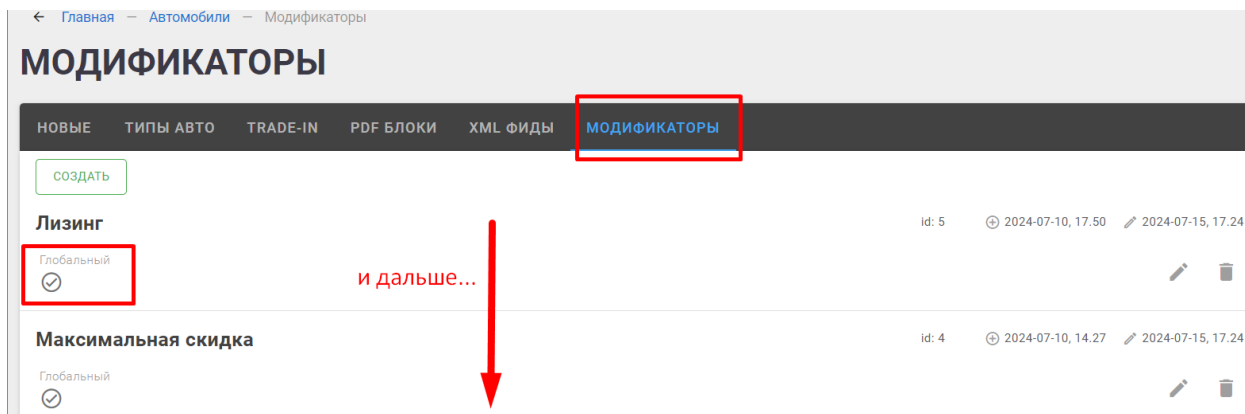 ← Главная — Автомобили — Модификаторы
МОДИФИКАТОРЫ
НОВЫЕ ТИПЫ АВТО TRADE-IN PDF БЛОКИ XML ФИДЫ МОДИФИКАТОРЫ
СОЗДАТЬ
Лизинг id: 5 2024-07-10, 17.50 2024-07-15, 17.24
Глобальный
и дальше...
Максимальная скидка id: 4 2024-07-10, 14.27 2024-07-15, 17.24
Глобальный